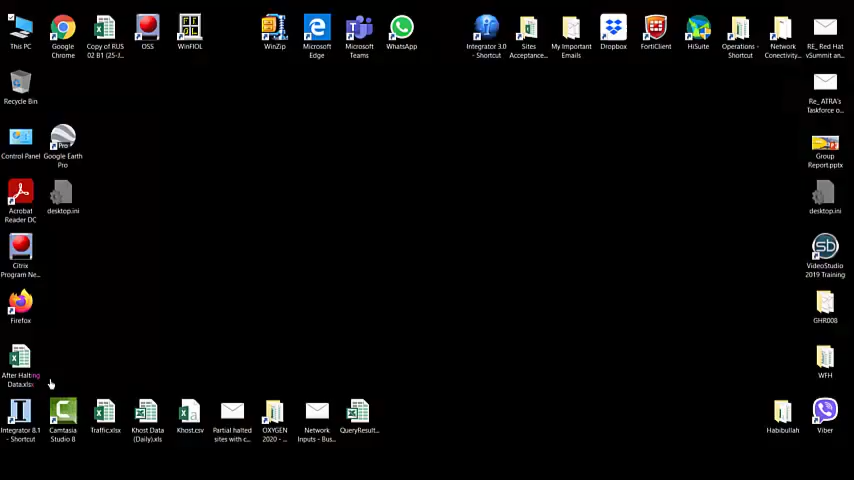 This PC
Google
Chrome
Copy of RUS
02 B1 (25-J...
OSS
WinFIOL
WinZip
Microsoft
Edge
Microsoft
Teams
WhatsApp
Integrator 3.0
- Shortcut
Sites
Acceptance...
My Important
Emails
Dropbox
FortiClient
HiSuite
Operations -
Shortcut
Network
Conectivity...
RE_ Red Hat
vSummit an...
Recycle Bin
Re_ ATRA's
Taskforce o...
Control Panel
Pro
Google Earth
Pro
Group
Report.pptx
Acrobat
Reader DC
desktop.ini
desktop.ini
Citrix
Program Ne...
sb
VideoStudio
2019 Training
Firefox
GHR008
After Halting
Data.xlsx
WFH
Integrator 8.1
- Shortcut
Camtasia
Studio 8
Traffic.xlsx
Khost Data
(Daily).xls
Khost.csv
Partial halted
sites with c...
OXYGEN
2020 - ...
Network
Inputs - Bus...
QueryResult...
Habibullah
Viber